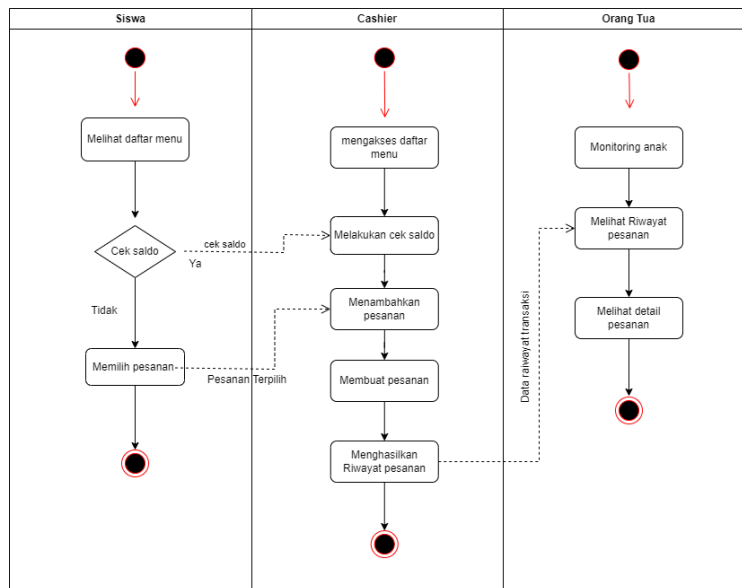 Siswa
Cashier
Orang Tua
Melihat daftar menu
mengakses daftar
menu
Monitoring anak
Cek saldo
cek saldo
Ya
Melakukan cek saldo
Melihat Riwayat
pesanan
Tidak
Menambahkan
pesanan
Melihat detail
pesanan
Memilih pesanan
Pesanan Terpilih
Membuat pesanan
Data raiwayat transaksi
Menghasilkan
Riwayat pesanan